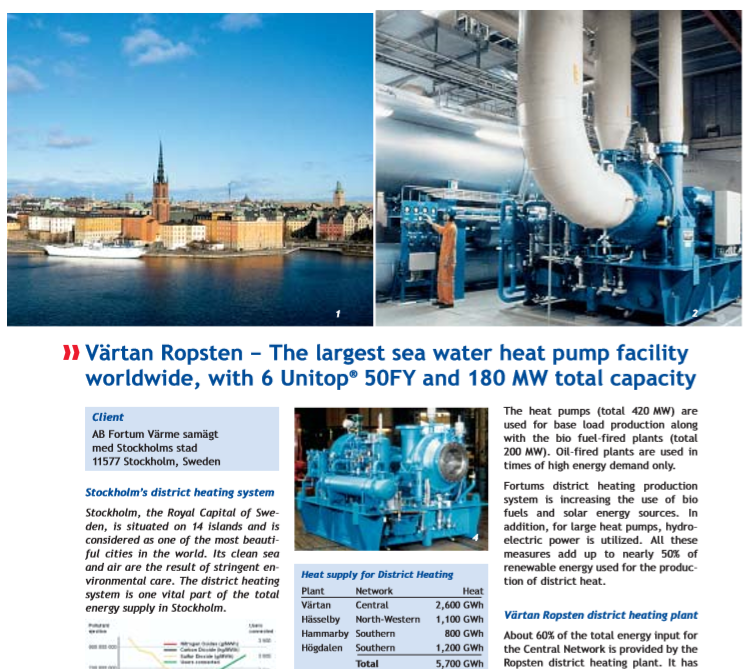 1
2
Värtan Ropsten – The largest sea water heat pump facility
worldwide, with 6 Unitop® 50FY and 180 MW total capacity
Client
AB Fortum Värme samägt
med Stockholms stad
11577 Stockholm, Sweden
Stockholm's district heating system
Stockholm, the Royal Capital of Swe-
den, is situated on 14 islands and is
considered as one of the most beauti-
ful cities in the world. Its clean sea
and air are the result of stringent en-
vironmental care. The district heating
system is one vital part of the total
energy supply in Stockholm.
Pollutant
Users
connected
Nitrogen Oxides
Carbon Dioxide
Sulfur Dioxide
Users connected
4
Heat supply for District Heating
Plant Network Heat
Värtan Central 2,600 GWh
Hässelby North-Western 1,100 GWh
Hammarby Southern 800 GWh
Högdalen Southern 1,200 GWh
Total 5,700 GWh
The heat pumps (total 420 MW) are
used for base load production along
with the bio fuel-fired plants (total
200 MW). Oil-fired plants are used in
times of high energy demand only.
Fortums district heating production
system is increasing the use of bio
fuels and solar energy sources. In
addition, for large heat pumps, hydro-
electric power is utilized. All these
measures add up to nearly 50% of
renewable energy used for the produc-
tion of district heat.
Värtan Ropsten district heating plant
About 60% of the total energy input for
the Central Network is provided by the
Ropsten district heating plant. It has